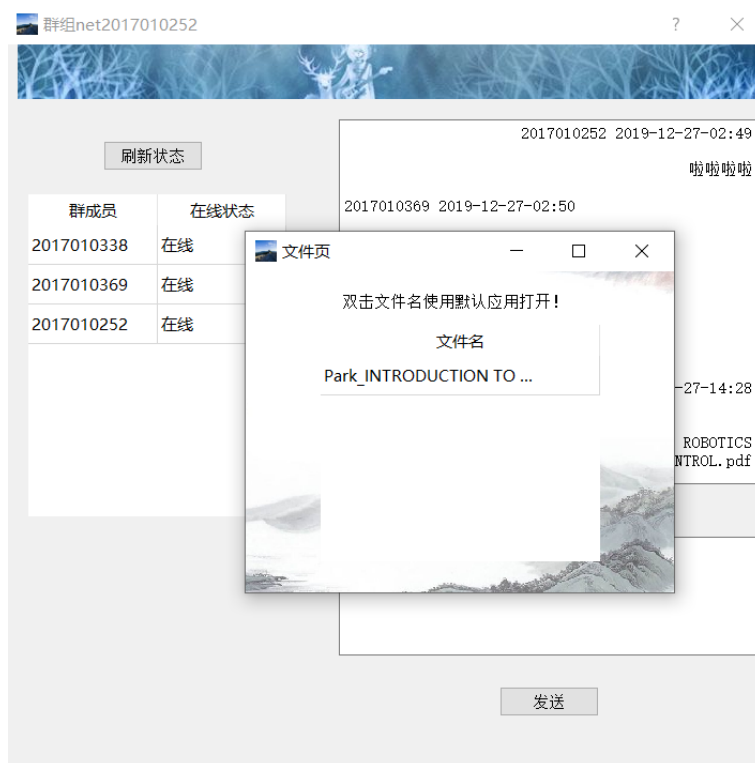 群组net2017010252
刷新状态
群成员 在线状态
2017010338 在线
2017010369 在线
2017010252 在线
2017010252 2019-12-27-02:49
啦啦啦啦
2017010369 2019-12-27-02:50
文件页
双击文件名使用默认应用打开!
文件名
Park_INTRODUCTION TO ...
-27-14:28
ROBOTICS
NTROL.pdf
发送